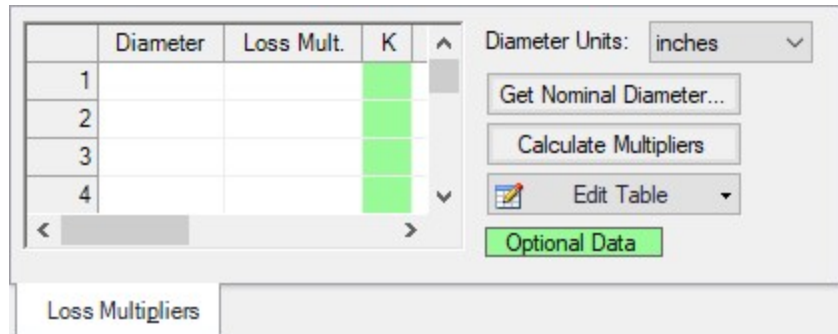 Diameter Loss Mult. K
1
2
3
4
Diameter Units: inches
Get Nominal Diameter...
Calculate Multipliers
Edit Table
Optional Data
Loss Multipliers